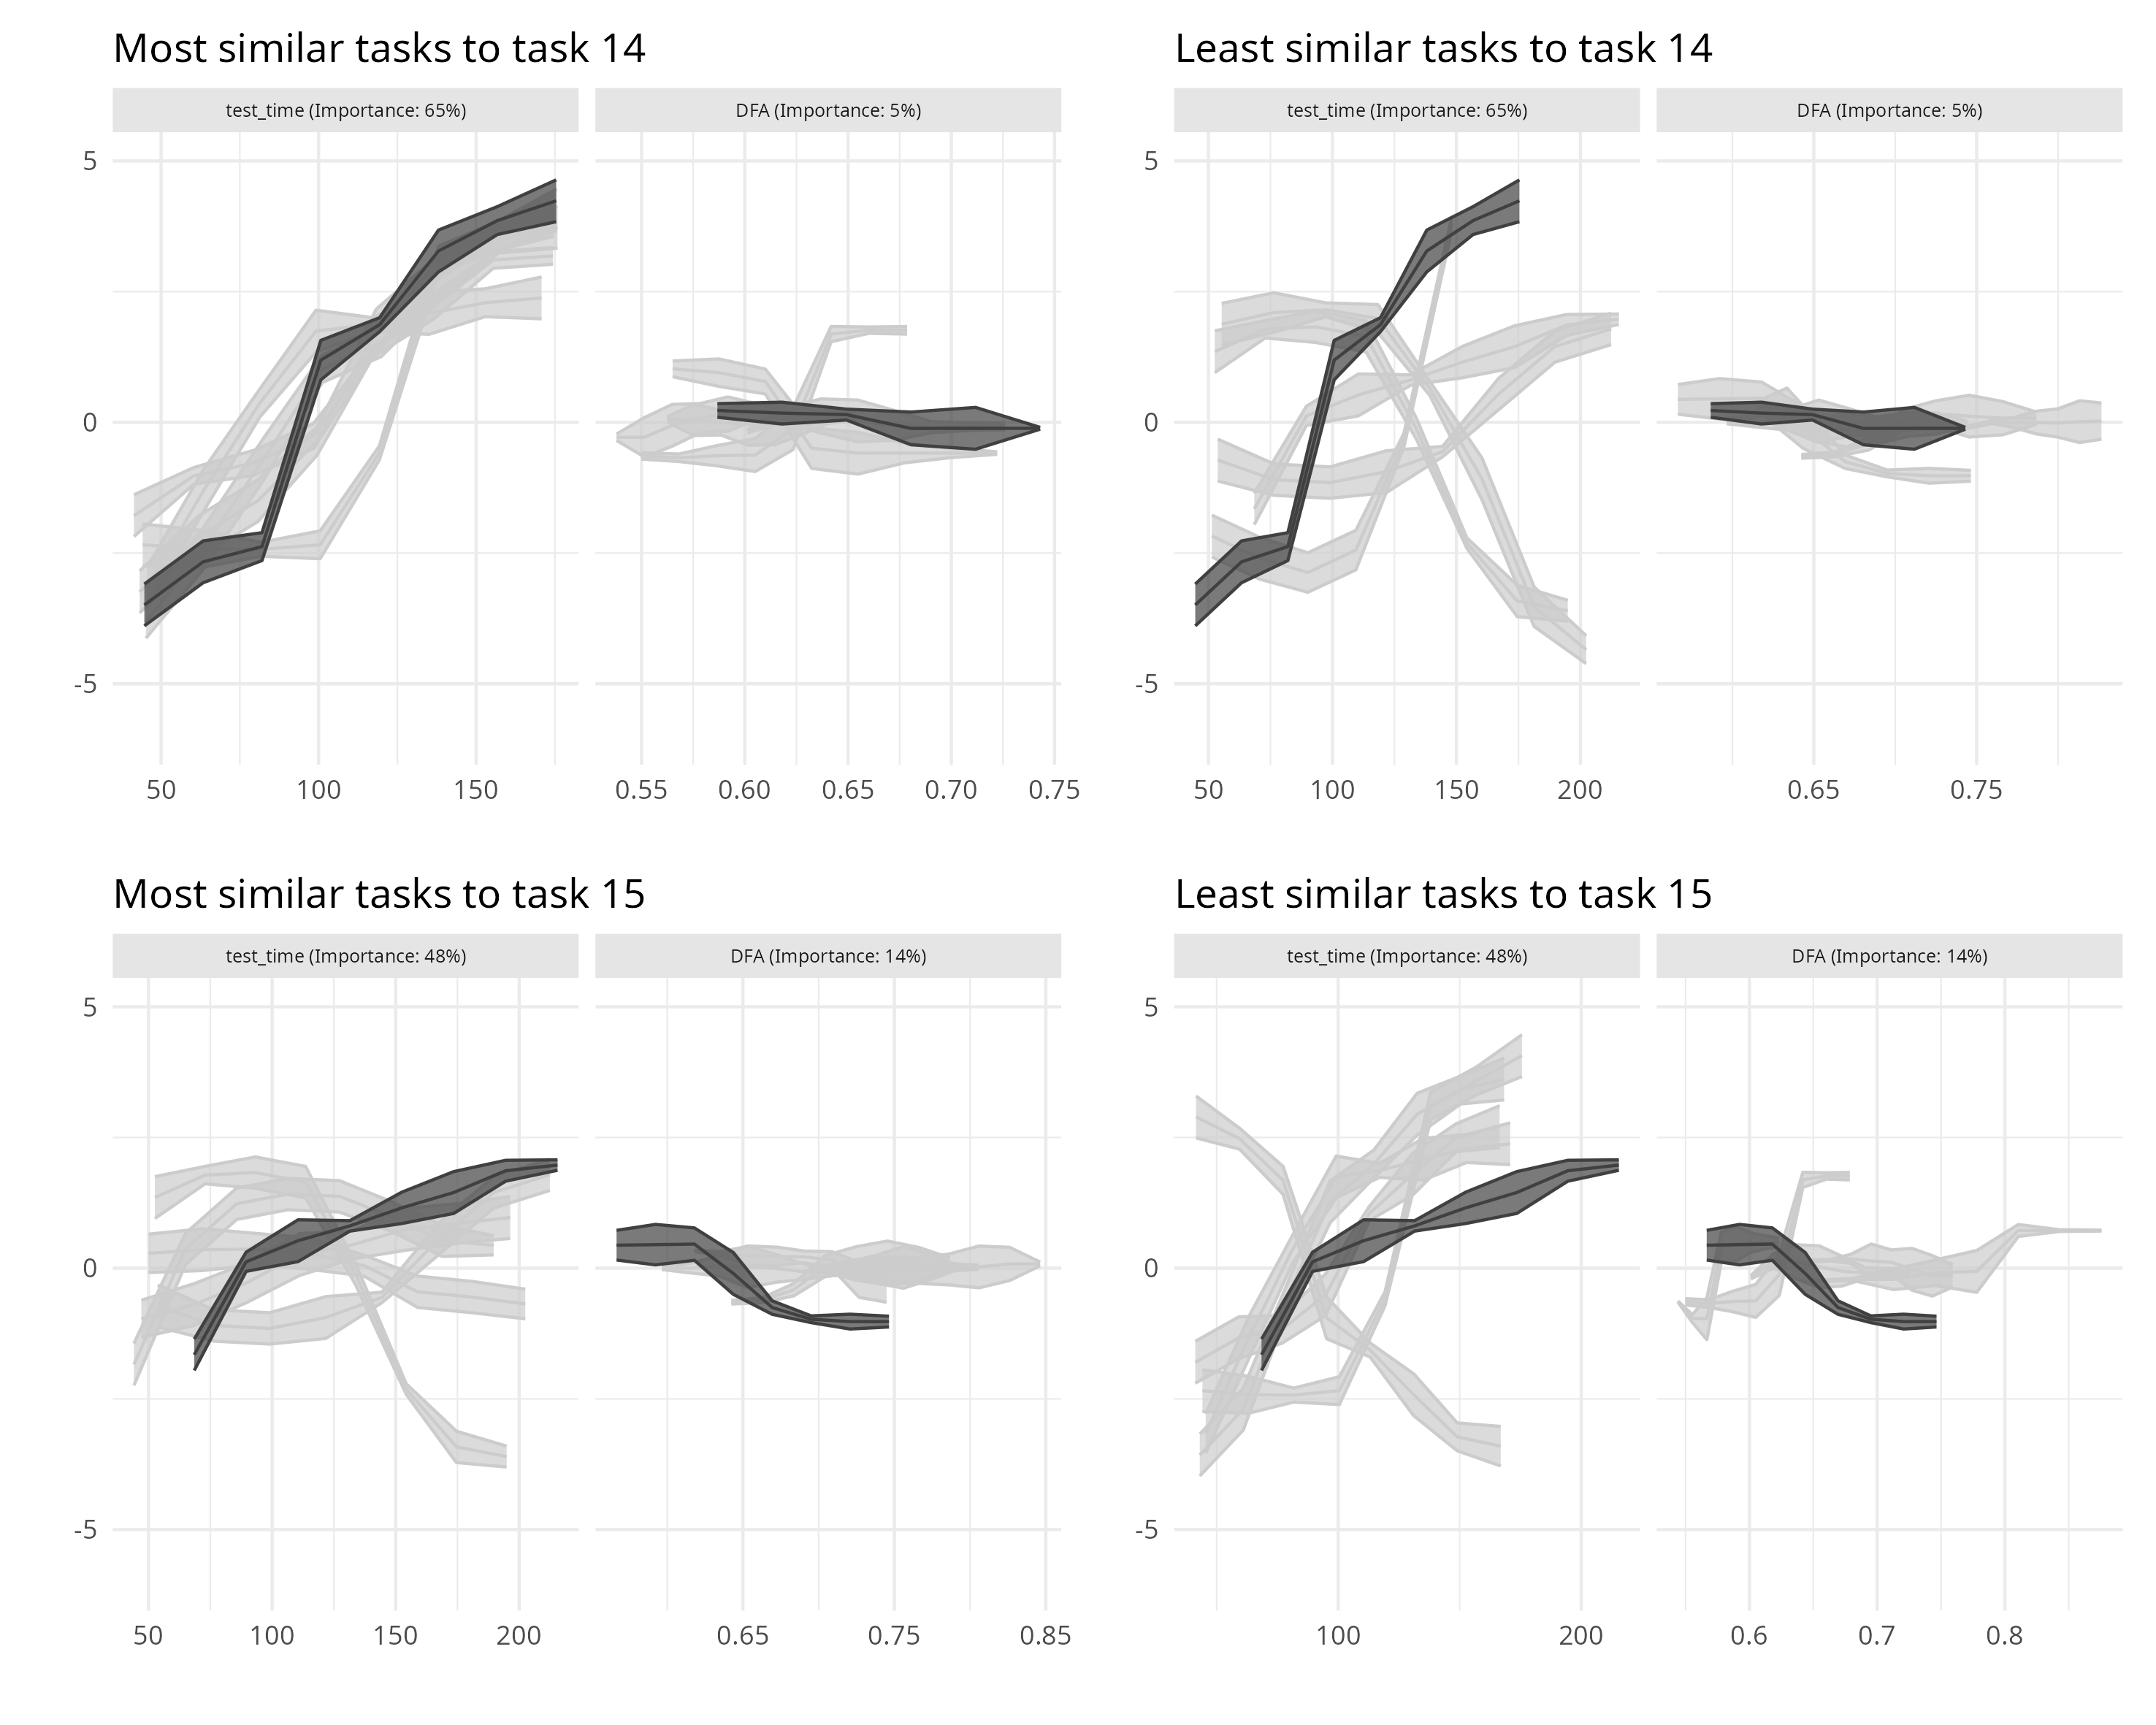 Most similar tasks to task 14
Least similar tasks to task 14
test_time (Importance: 65%)
DFA (Importance: 5%)
test_time (Importance: 65%)
DFA (Importance: 5%)
5
0
-5
5
0
-5
50 100 150
0.55 0.60 0.65 0.70 0.75
50 100 150 200
0.65 0.75
Most similar tasks to task 15
Least similar tasks to task 15
test_time (Importance: 48%)
DFA (Importance: 14%)
test_time (Importance: 48%)
DFA (Importance: 14%)
5
0
-5
5
0
-5
50 100 150 200
0.65 0.75 0.85
100 200
0.6 0.7 0.8